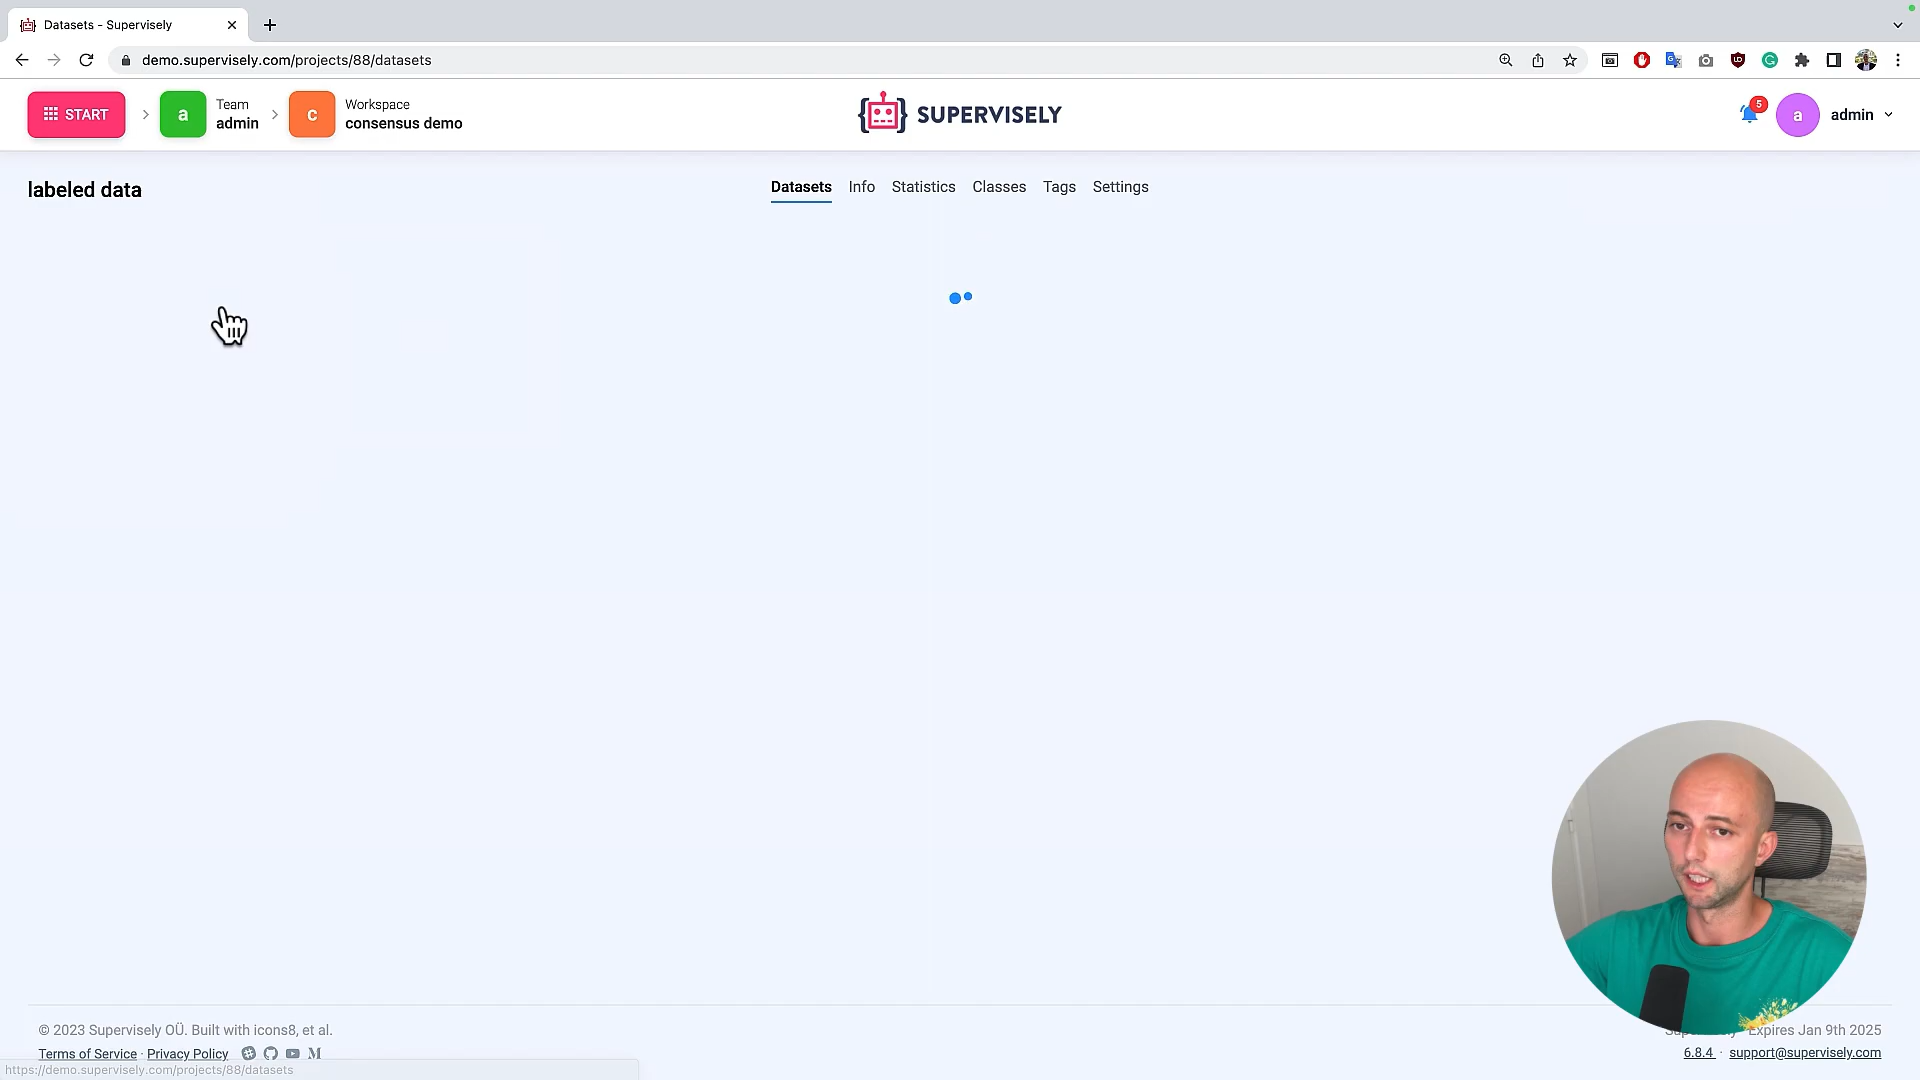 Datasets - Supervisely
demo.supervisely.com/projects/88/datasets
START
a
Team
admin
c
Workspace
consensus demo
SUPERVISELY
5
a
admin
labeled data
Datasets
Info
Statistics
Classes
Tags
Settings
© 2023 Supervisely OÜ. Built with icons8, et al.
Terms of Service · Privacy Policy
https://demo.supervisely.com/projects/88/datasets
Expires Jan 9th 2025
6.8.4 · support@supervisely.com